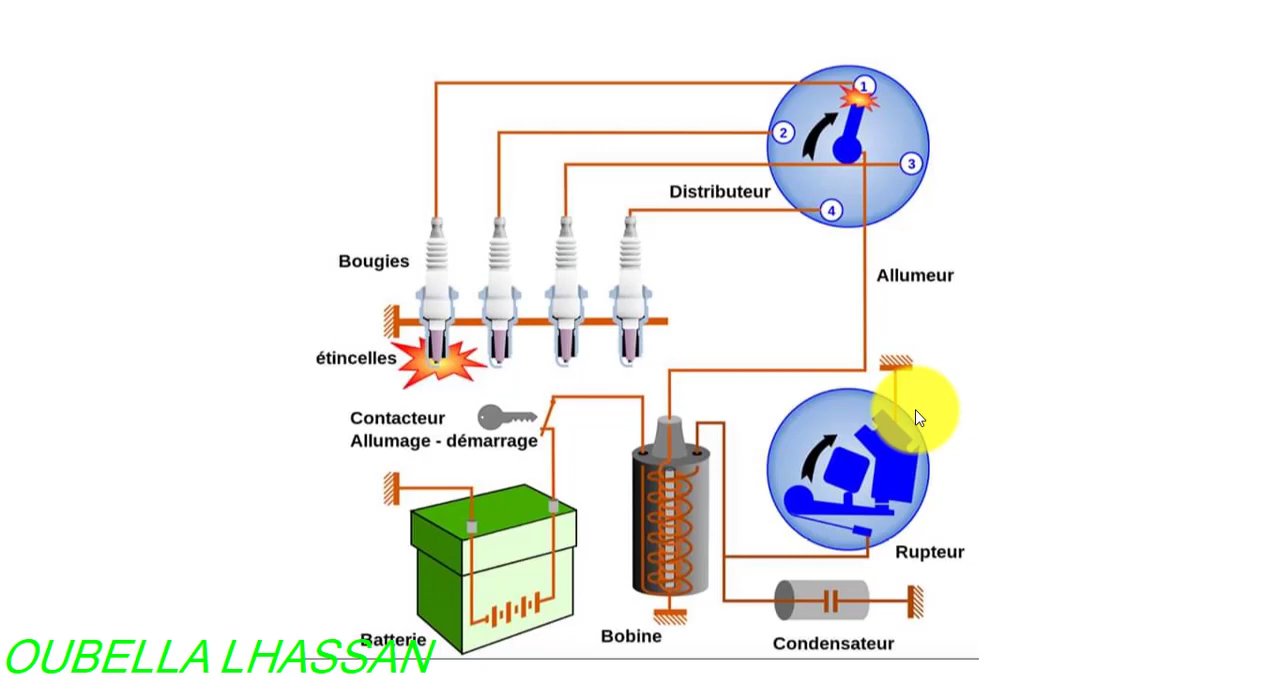 1
2
3
Distributeur
4
Bougies
Allumeur
étincelles
Contacteur
Allumage - démarrage
Rupteur
Batterie
Bobine
Condensateur
OUBELLA LHASSAN